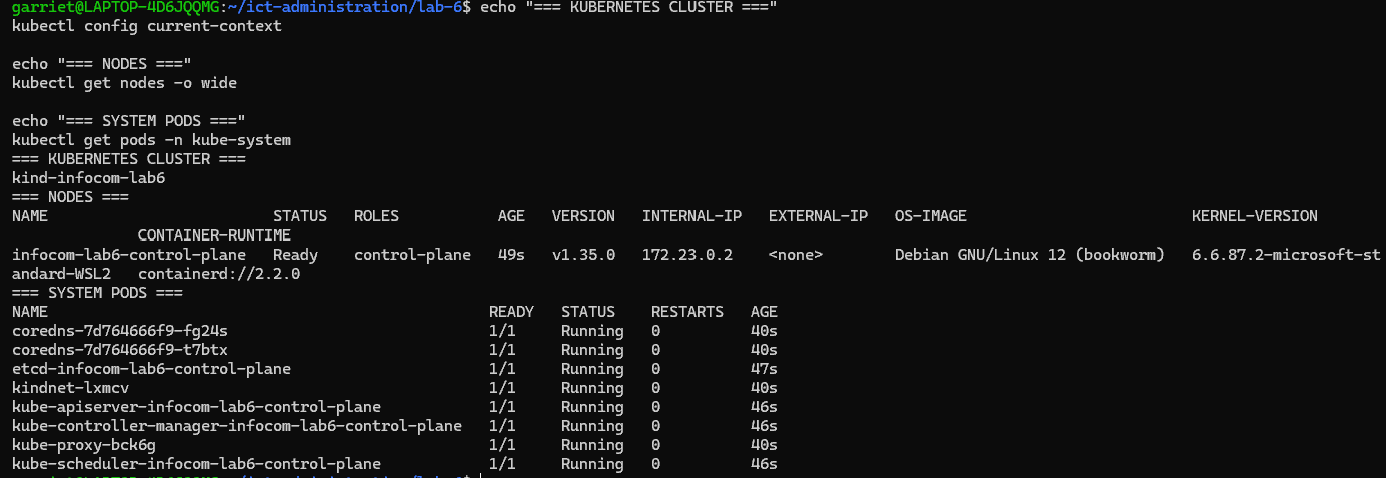 garriet@LAPTOP-4D6JQQMG:~/ict-administration/lab-6$ echo "=== KUBERNETES CLUSTER ==="
kubectl config current-context

echo "=== NODES ==="
kubectl get nodes -o wide

echo "=== SYSTEM PODS ==="
kubectl get pods -n kube-system
=== KUBERNETES CLUSTER ===
kind-infocom-lab6
=== NODES ===
NAME                         STATUS   ROLES           AGE   VERSION   INTERNAL-IP   EXTERNAL-IP   OS-IMAGE                         KERNEL-VERSION
              CONTAINER-RUNTIME
infocom-lab6-control-plane   Ready    control-plane   49s   v1.35.0   172.23.0.2    <none>        Debian GNU/Linux 12 (bookworm)   6.6.87.2-microsoft-st
andard-WSL2   containerd://2.2.0
=== SYSTEM PODS ===
NAME                                                 READY   STATUS    RESTARTS   AGE
coredns-7d764666f9-fg24s                             1/1     Running   0          40s
coredns-7d764666f9-t7btx                             1/1     Running   0          40s
etcd-infocom-lab6-control-plane                      1/1     Running   0          47s
kindnet-lxmcv                                        1/1     Running   0          40s
kube-apiserver-infocom-lab6-control-plane            1/1     Running   0          46s
kube-controller-manager-infocom-lab6-control-plane   1/1     Running   0          46s
kube-proxy-bck6g                                     1/1     Running   0          40s
kube-scheduler-infocom-lab6-control-plane            1/1     Running   0          46s